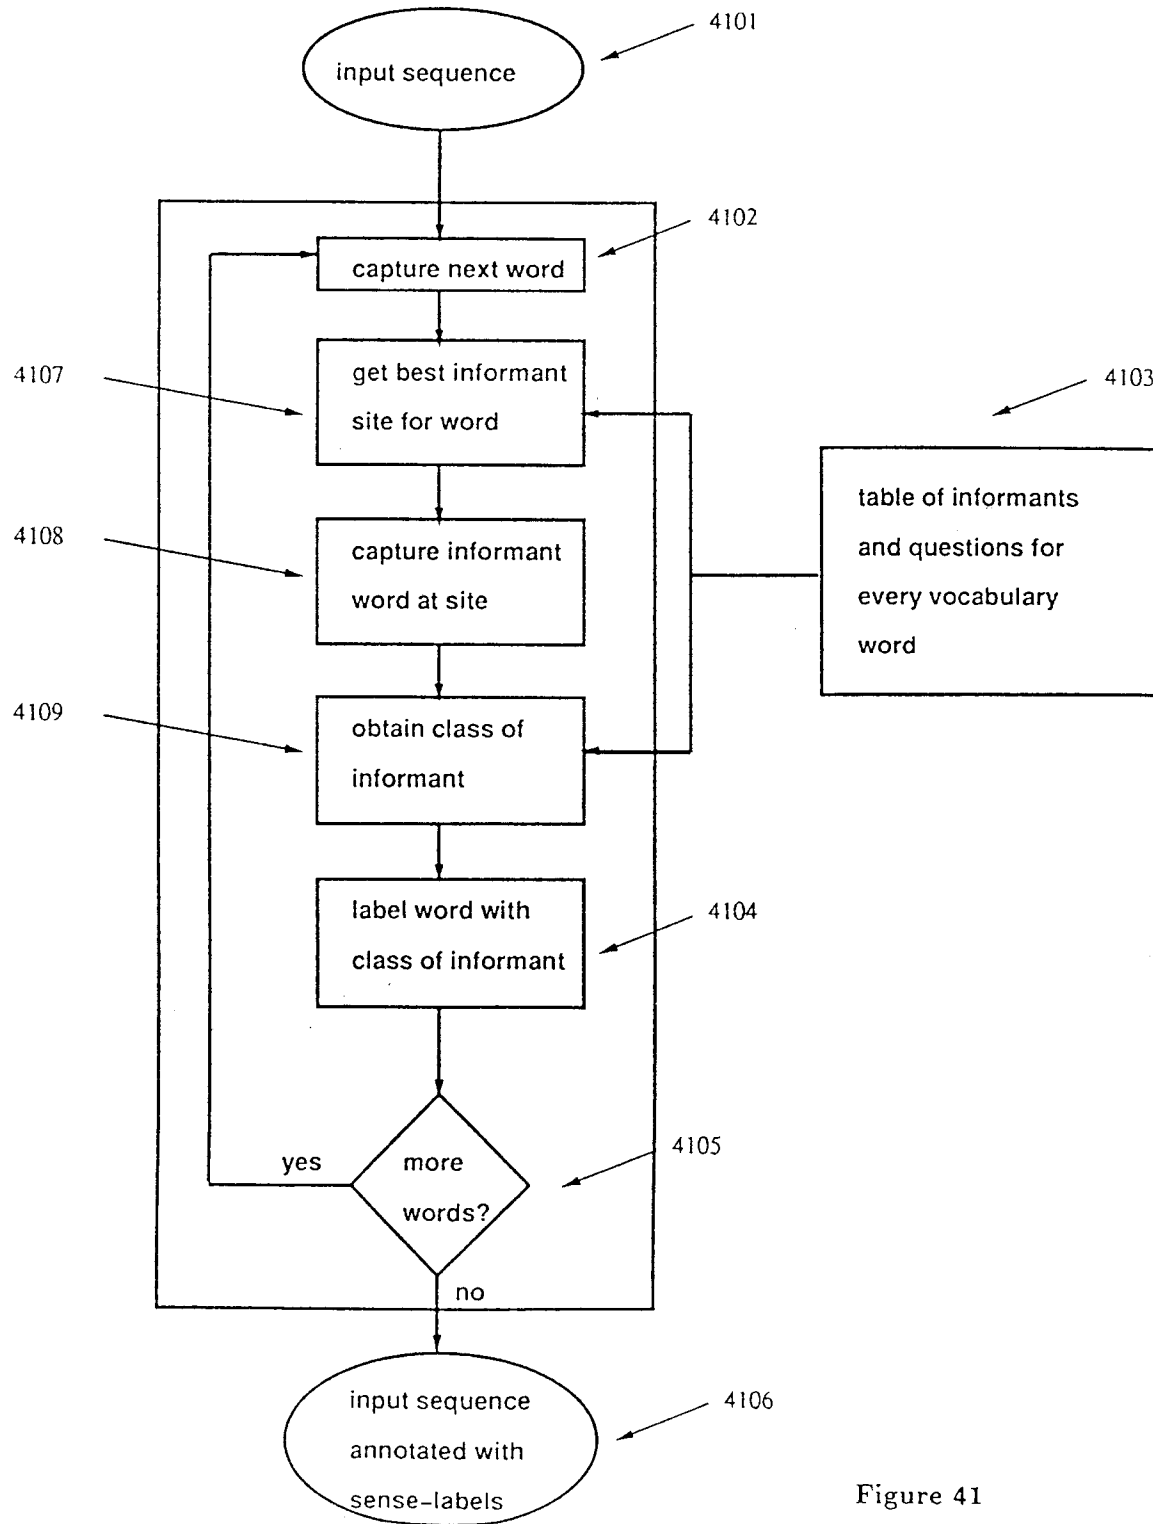 4101
input sequence
4102
capture next word
4107
get best informant
site for word
4103
table of informants
and questions for
every vocabulary
word
4108
capture informant
word at site
4109
obtain class of
informant
label word with
class of informant
4104
yes
more
words?
4105
no
input sequence
annotated with
sense-labels
4106
Figure 41